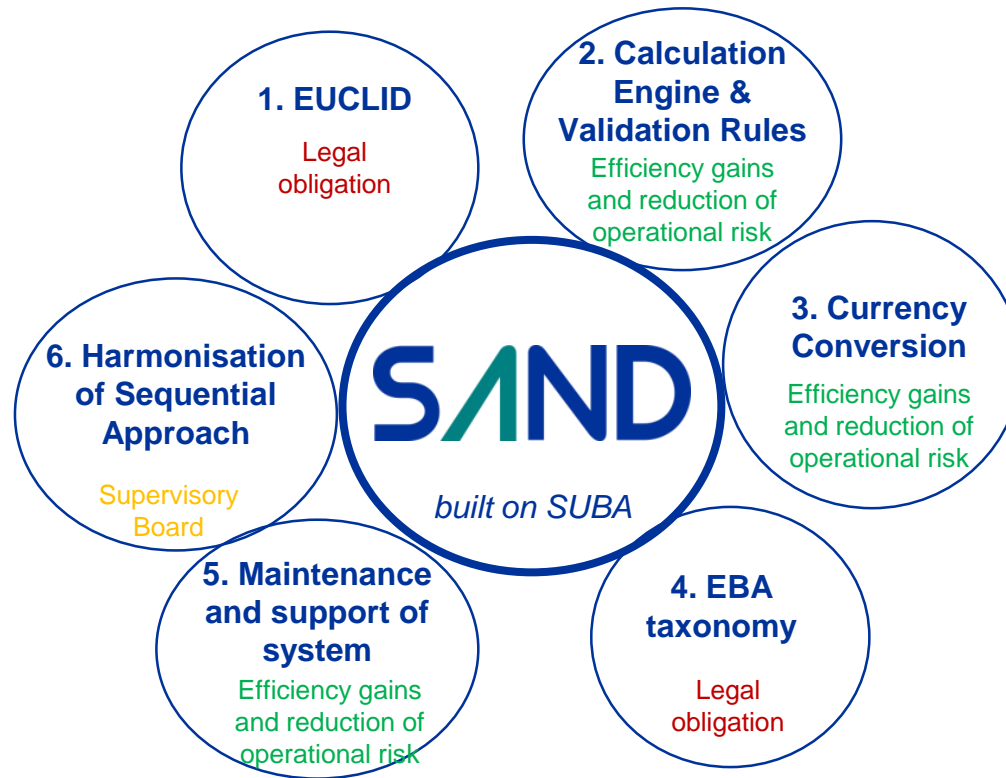 1. EUCLID
Legal
obligation
2. Calculation
Engine &
Validation Rules
Efficiency gains
and reduction of
operational risk
3. Currency
Conversion
Efficiency gains
and reduction of
operational risk
4. EBA
taxonomy
Legal
obligation
5. Maintenance
and support of
system
Efficiency gains
and reduction of
operational risk
6. Harmonisation
of Sequential
Approach
Supervisory
Board
SAND
built on SUBA